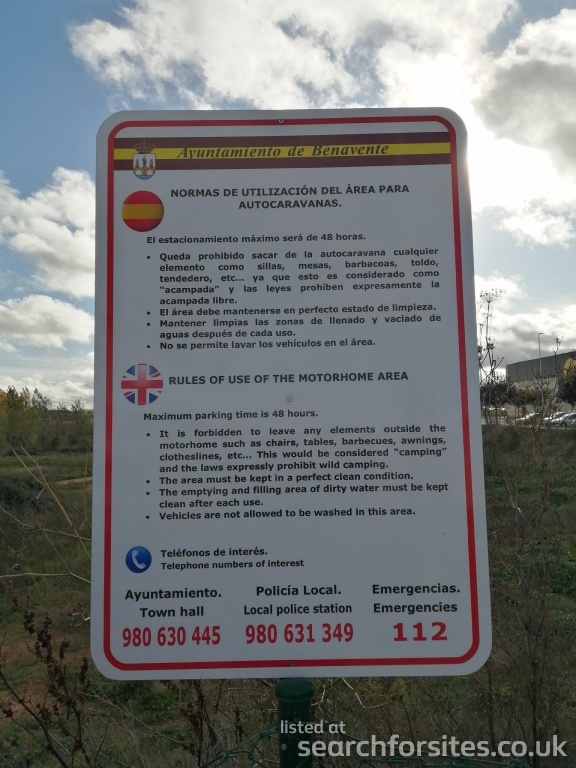 Ayuntamiento de Benavente
NORMAS DE UTILIZACIÓN DEL ÁREA PARA
AUTOCARAVANAS.
El estacionamiento máximo será de 48 horas.
• Queda prohibido sacar de la autocaravana cualquier
elemento como sillas, mesas, barbacoas, toldo,
tendedero, etc... ya que esto es considerado como
"acampada" y las leyes prohiben expresamente la
acampada libre.
• El área debe mantenerse en perfecto estado de limpieza.
• Mantener limpias las zonas de llenado y vaciado de
aguas después de cada uso.
• No se permite lavar los vehículos en el área.
RULES OF USE OF THE MOTORHOME AREA
Maximum parking time is 48 hours.
• It is forbidden to leave any elements outside the
motorhome such as chairs, tables, barbecues, awnings,
clotheslines, etc... This would be considered "camping"
and the laws expressly prohibit wild camping.
• The area must be kept in a perfect clean condition.
• The emptying and filling area of dirty water must be kept
clean after each use.
• Vehicles are not allowed to be washed in this area.
Teléfonos de interés.
Telephone numbers of interest
Ayuntamiento. Policía Local. Emergencias.
Town hall Local police station Emergencies
980 630 445 980 631 349 112
listed at
searchforsites.co.uk